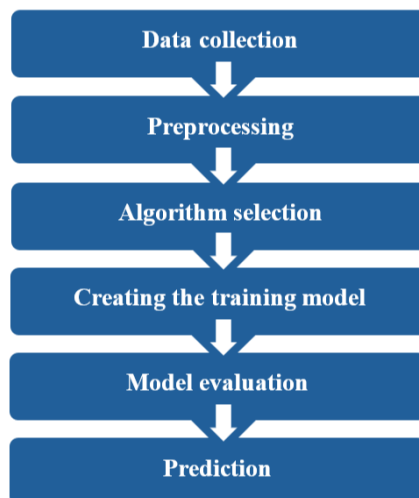 Data collection
Preprocessing
Algorithm selection
Creating the training model
Model evaluation
Prediction